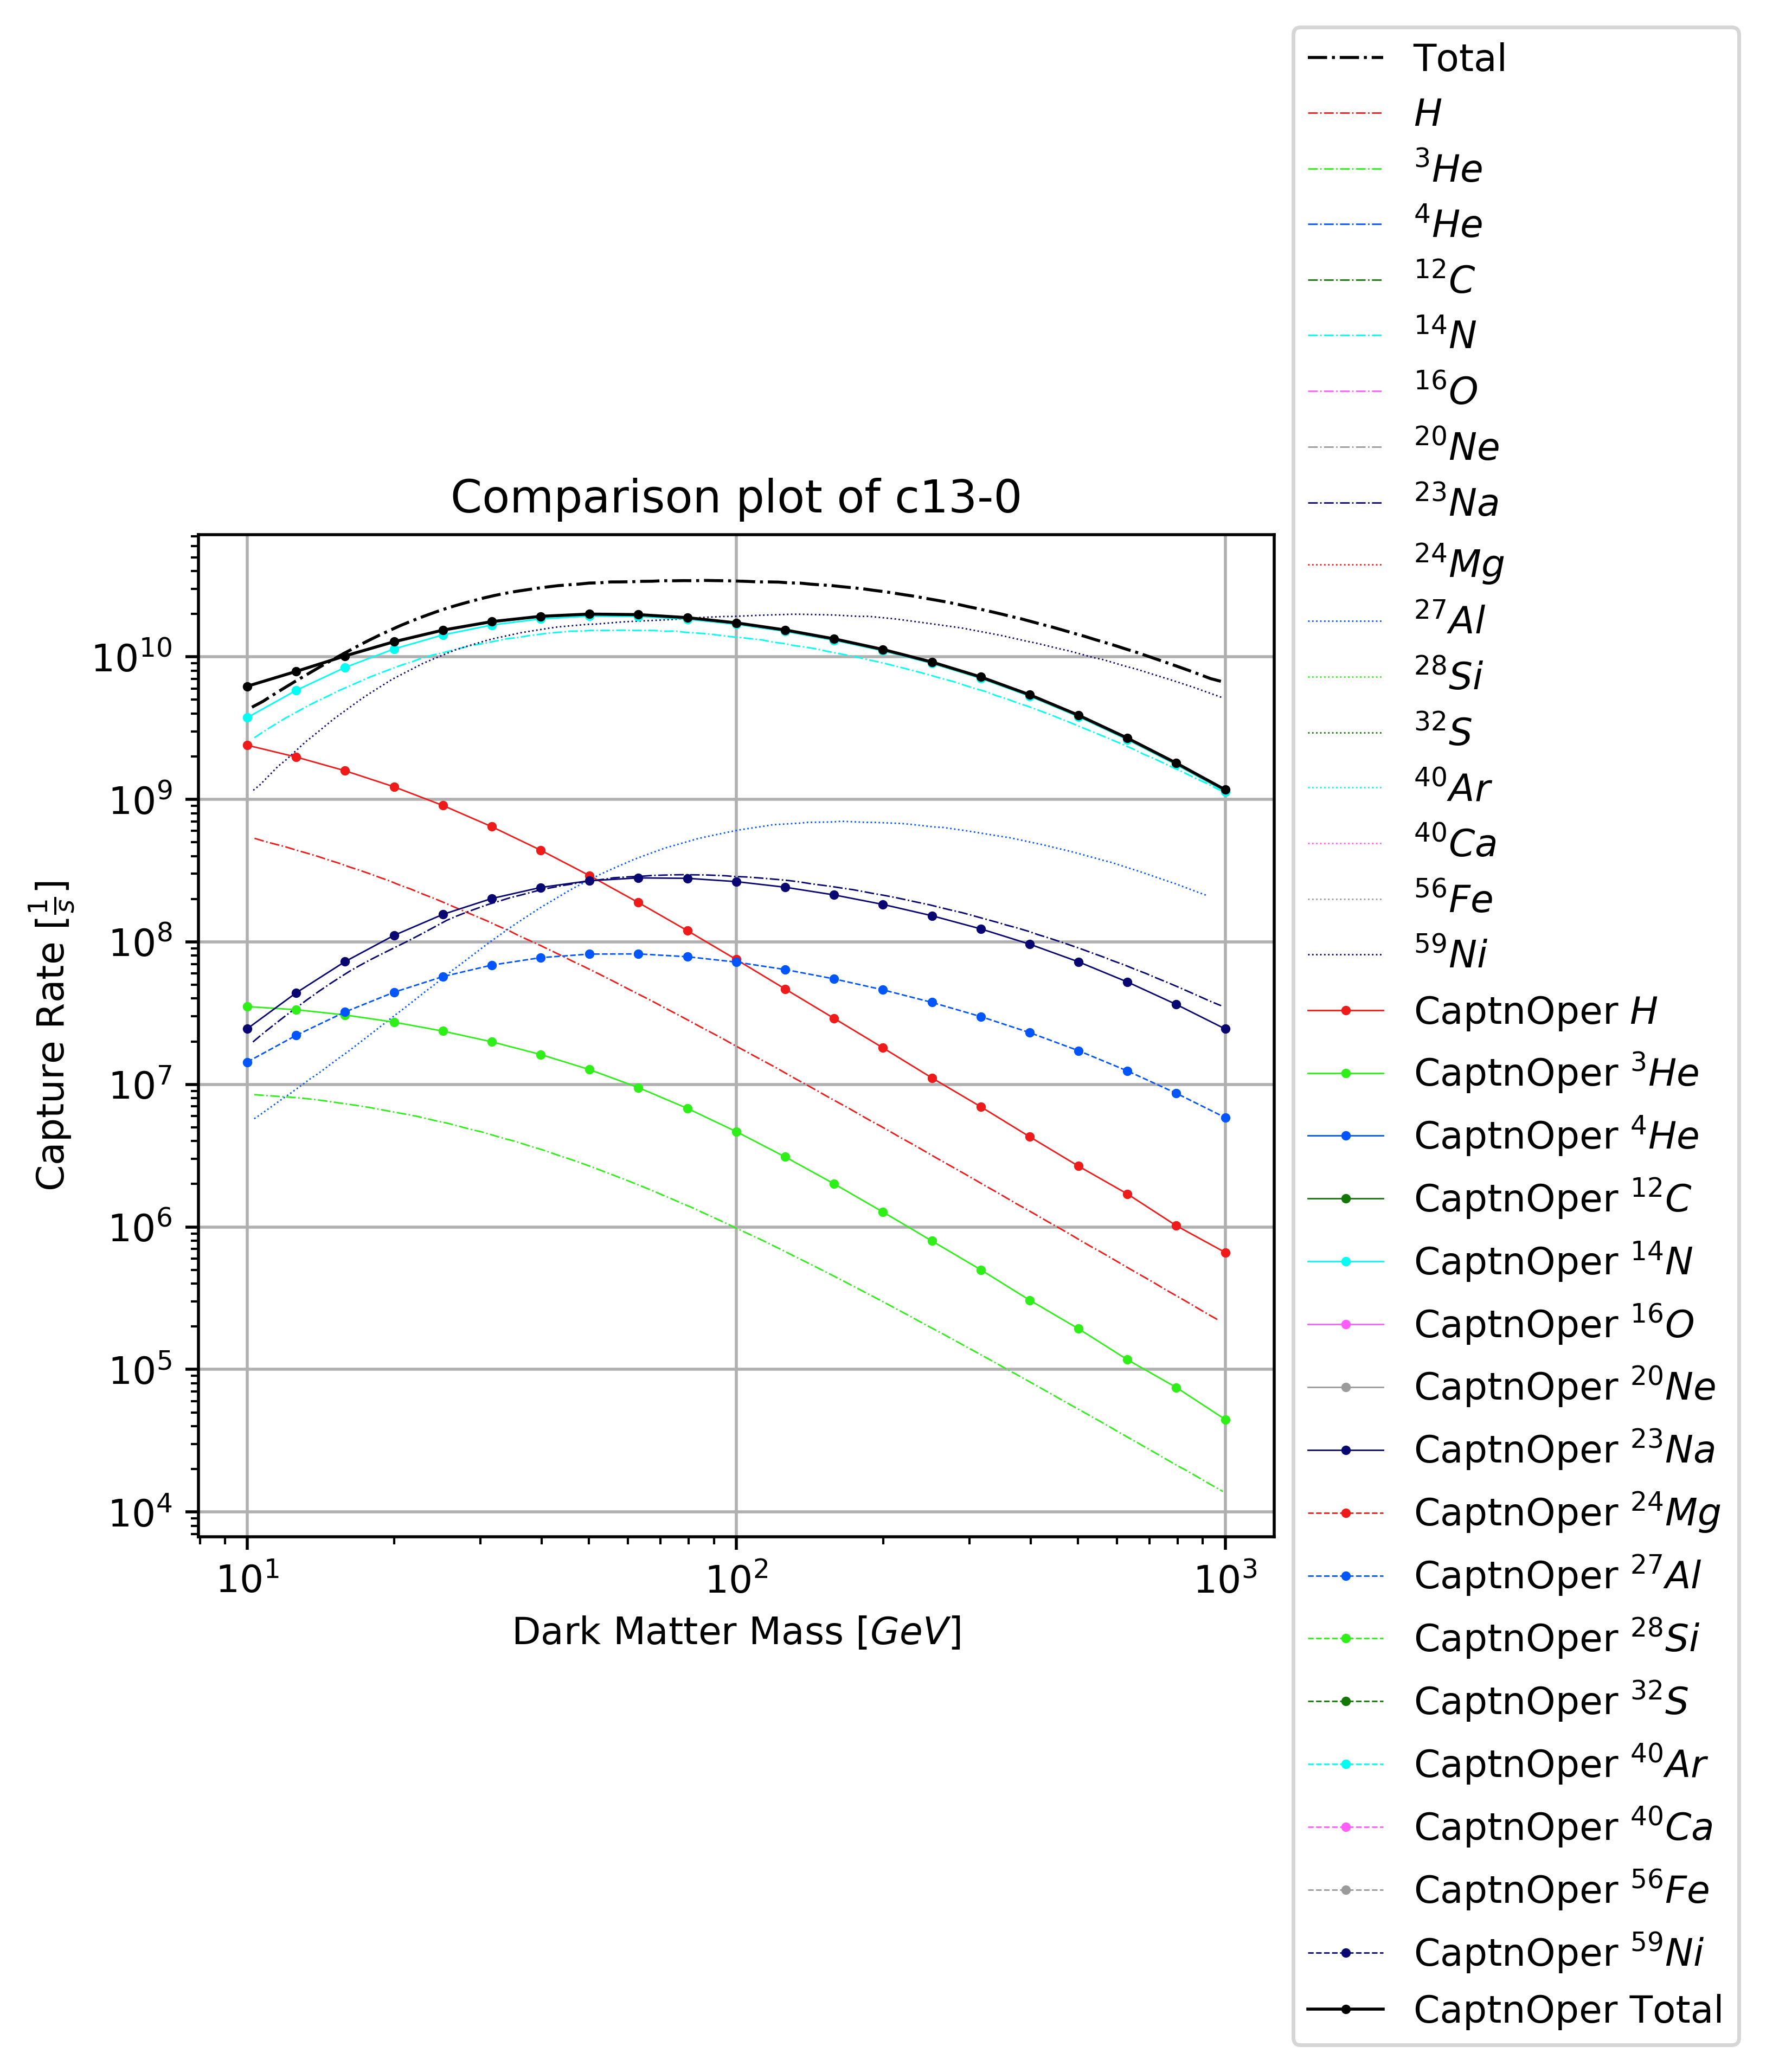 Comparison plot of c13-0
Capture Rate [1/s]
10^10
10^9
10^8
10^7
10^6
10^5
10^4
10^1 10^2 10^3
Dark Matter Mass [GeV]
Total
H
^3He
^4He
^12C
^14N
^16O
^20Ne
^23Na
^24Mg
^27Al
^28Si
^32S
^40Ar
^40Ca
^56Fe
^59Ni
CaptnOper H
CaptnOper ^3He
CaptnOper ^4He
CaptnOper ^12C
CaptnOper ^14N
CaptnOper ^16O
CaptnOper ^20Ne
CaptnOper ^23Na
CaptnOper ^24Mg
CaptnOper ^27Al
CaptnOper ^28Si
CaptnOper ^32S
CaptnOper ^40Ar
CaptnOper ^40Ca
CaptnOper ^56Fe
CaptnOper ^59Ni
CaptnOper Total